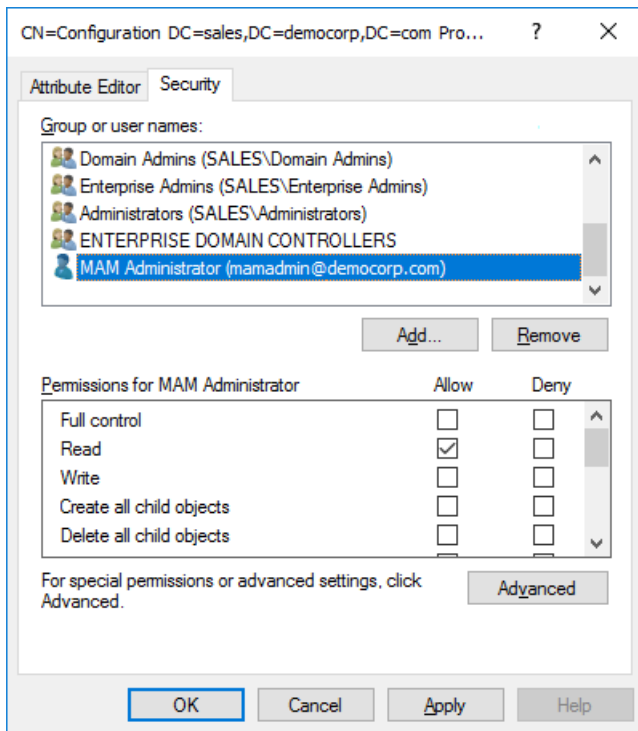 CN=Configuration DC=sales,DC=democorp,DC=com Pro... ?
Attribute Editor Security
Group or user names:
Domain Admins (SALES\Domain Admins)
Enterprise Admins (SALES\Enterprise Admins)
Administrators (SALES\Administrators)
ENTERPRISE DOMAIN CONTROLLERS
MAM Administrator (mamadmin@democorp.com)
Add... Remove
Permissions for MAM Administrator Allow Deny
Full control
Read
Write
Create all child objects
Delete all child objects
For special permissions or advanced settings, click
Advanced.
Advanced
OK Cancel Apply Help